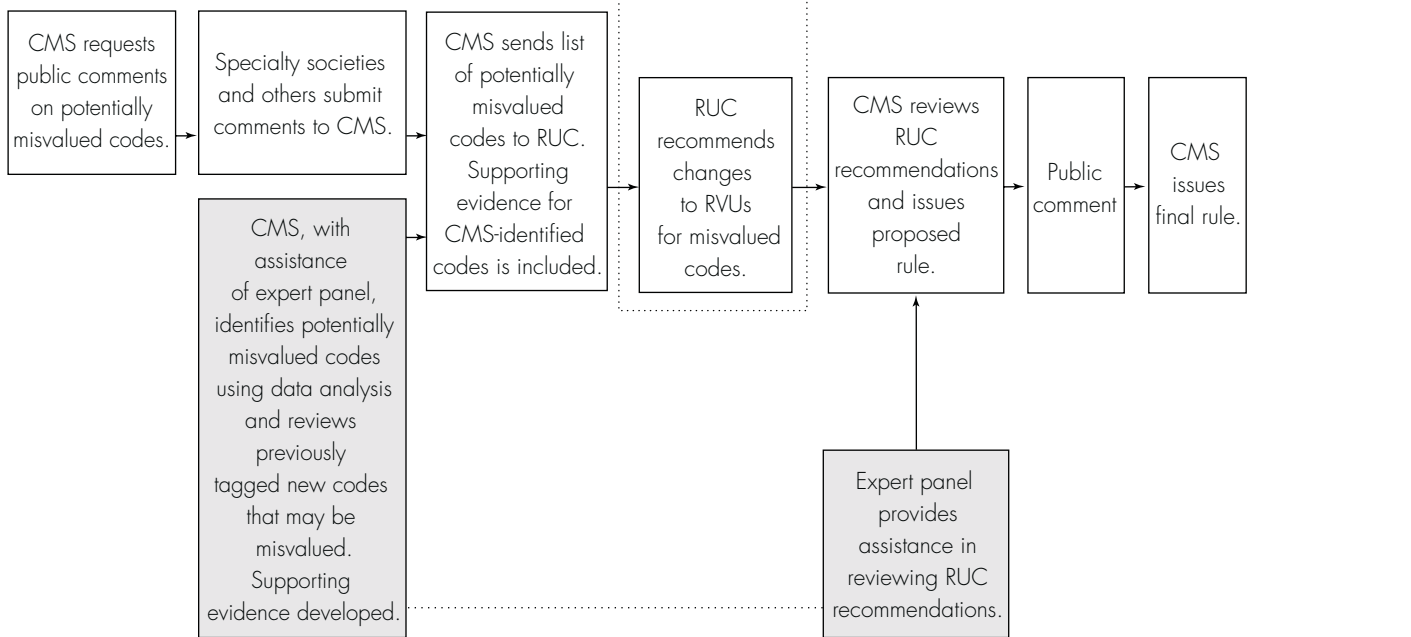 CMS requests
public comments
on potentially
misvalued codes.
Specialty societies
and others submit
comments to CMS.
CMS sends list
of potentially
misvalued
codes to RUC.
Supporting
evidence for
CMS-identified
codes is included.
RUC
recommends
changes
to RVUs
for misvalued
codes.
CMS reviews
RUC
recommendations
and issues
proposed
rule.
Public
comment
CMS
issues
final rule.
CMS, with
assistance
of expert panel,
identifies potentially
misvalued codes
using data analysis
and reviews
previously
tagged new codes
that may be
misvalued.
Supporting
evidence developed.
Expert panel
provides
assistance in
reviewing RUC
recommendations.